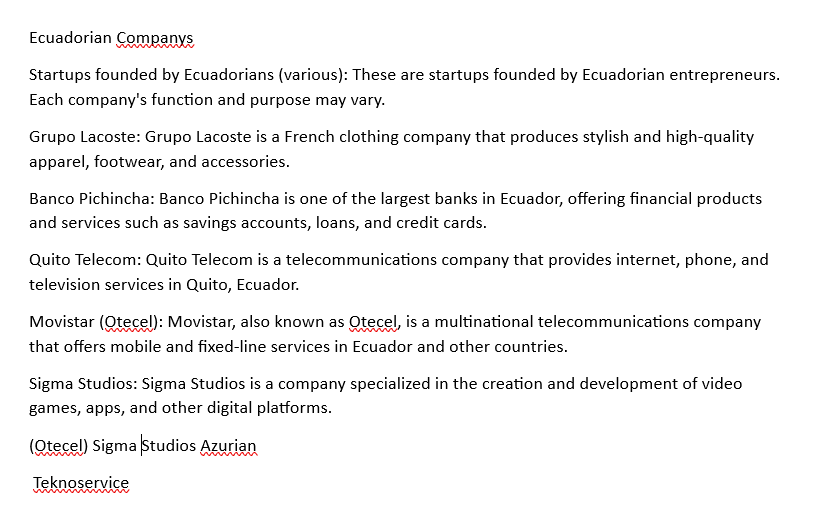 Ecuadorian Companys
Startups founded by Ecuadorians (various): These are startups founded by Ecuadorian entrepreneurs.
Each company's function and purpose may vary.
Grupo Lacoste: Grupo Lacoste is a French clothing company that produces stylish and high-quality
apparel, footwear, and accessories.
Banco Pichincha: Banco Pichincha is one of the largest banks in Ecuador, offering financial products
and services such as savings accounts, loans, and credit cards.
Quito Telecom: Quito Telecom is a telecommunications company that provides internet, phone, and
television services in Quito, Ecuador.
Movistar (Otecel): Movistar, also known as Otecel, is a multinational telecommunications company
that offers mobile and fixed-line services in Ecuador and other countries.
Sigma Studios: Sigma Studios is a company specialized in the creation and development of video
games, apps, and other digital platforms.
(Otecel) Sigma Studios Azurian
Teknoservice